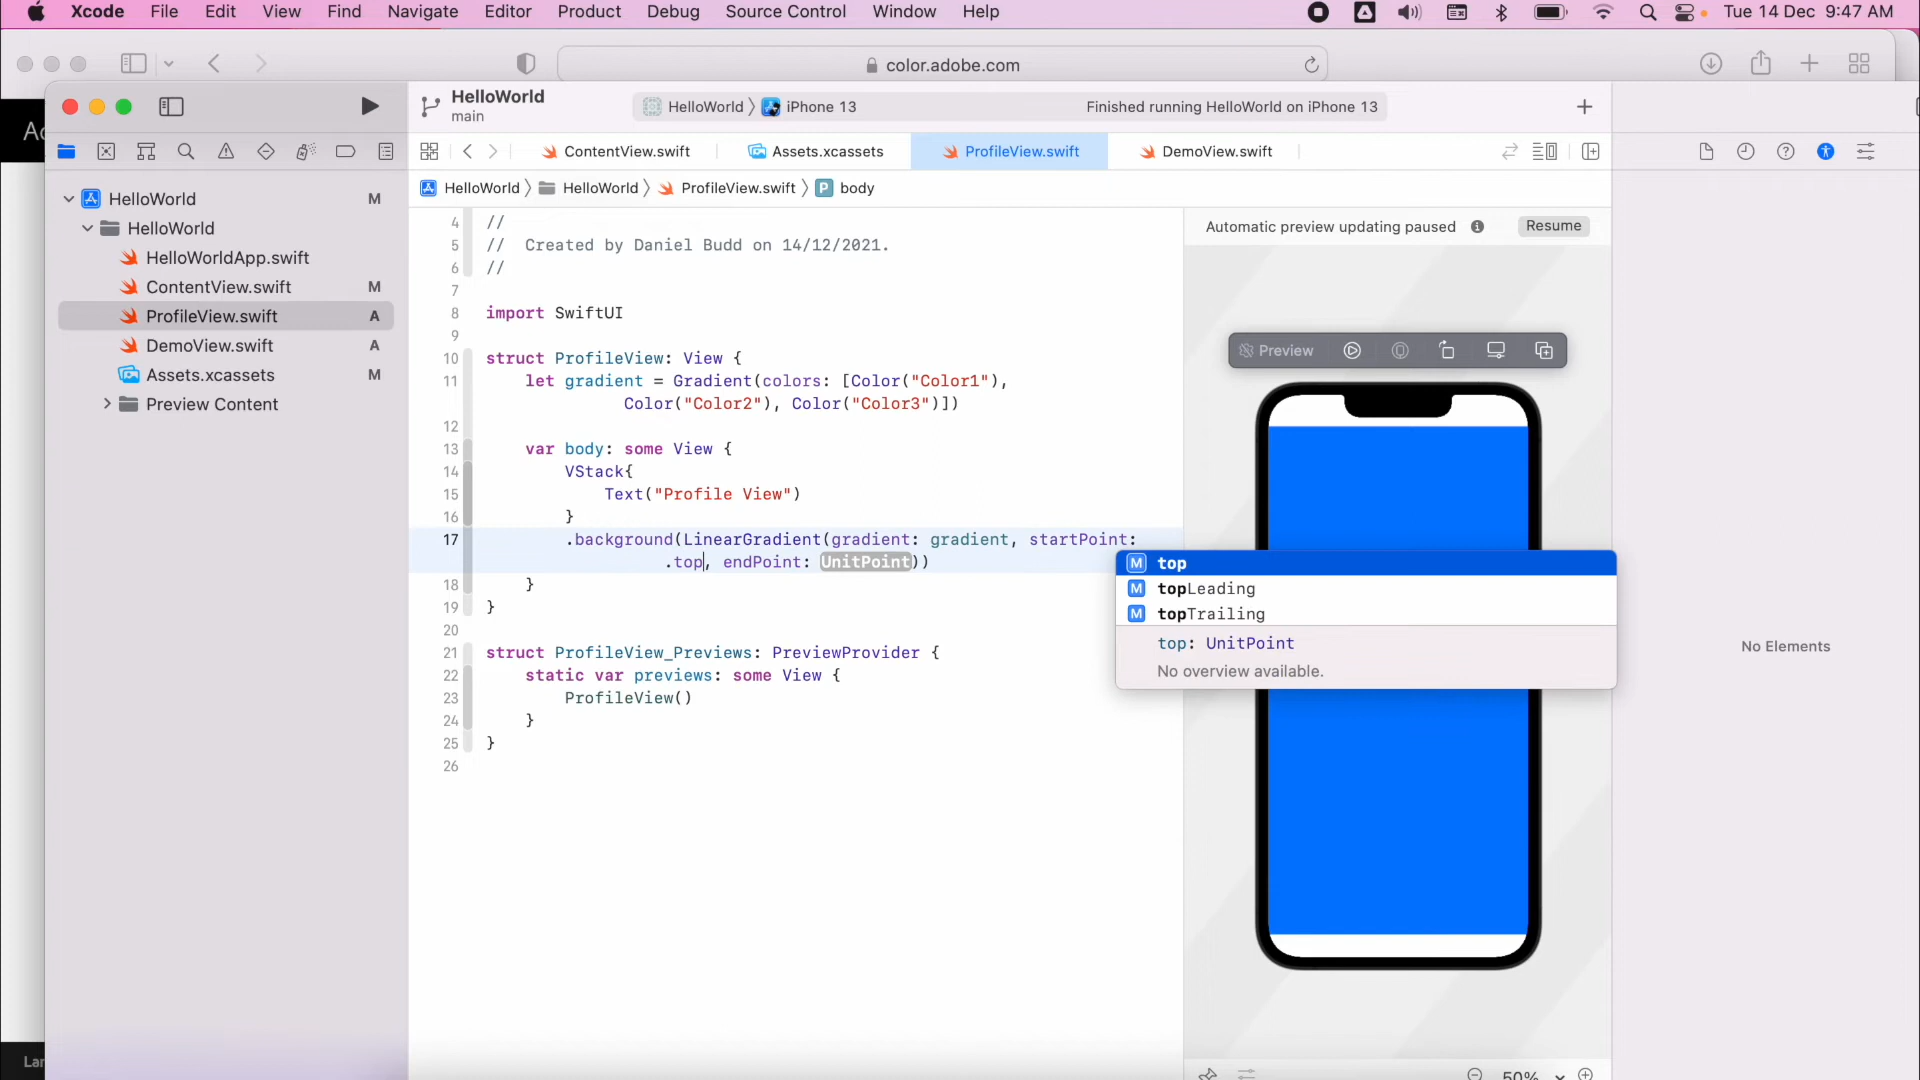 Xcode File Edit View Find Navigate Editor Product Debug Source Control Window Help Tue 14 Dec 9:47 AM
color.adobe.com
HelloWorld
main
HelloWorld iPhone 13 Finished running HelloWorld on iPhone 13
ContentView.swift Assets.xcassets ProfileView.swift DemoView.swift
HelloWorld HelloWorld ProfileView.swift P body
HelloWorld M
HelloWorld
HelloWorldApp.swift
ContentView.swift M
ProfileView.swift A
DemoView.swift A
Assets.xcassets M
Preview Content
4 //
5 // Created by Daniel Budd on 14/12/2021.
6 //
7
8 import SwiftUI
9
10 struct ProfileView: View {
11 let gradient = Gradient(colors: [Color("Color1"),
Color("Color2"), Color("Color3")])
12
13 var body: some View {
14 VStack{
15 Text("Profile View")
16 }
17 .background(LinearGradient(gradient: gradient, startPoint:
.top, endPoint: UnitPoint))
18 }
19 }
20
21 struct ProfileView_Previews: PreviewProvider {
22 static var previews: some View {
23 ProfileView()
24 }
25 }
26
Automatic preview updating paused Resume
Preview
M top
M topLeading
M topTrailing
top: UnitPoint
No overview available.
No Elements
50%